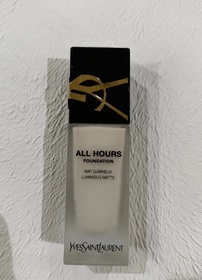 ALL HOURS
FOUNDATION
MAT LUMINEUX
LUMINOUS MATTE
YVESSAINTLAURENT